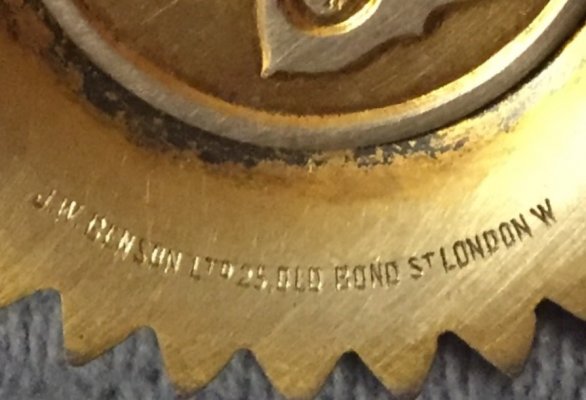 J.W. BENSON LTD 25, OLD BOND ST LONDON W